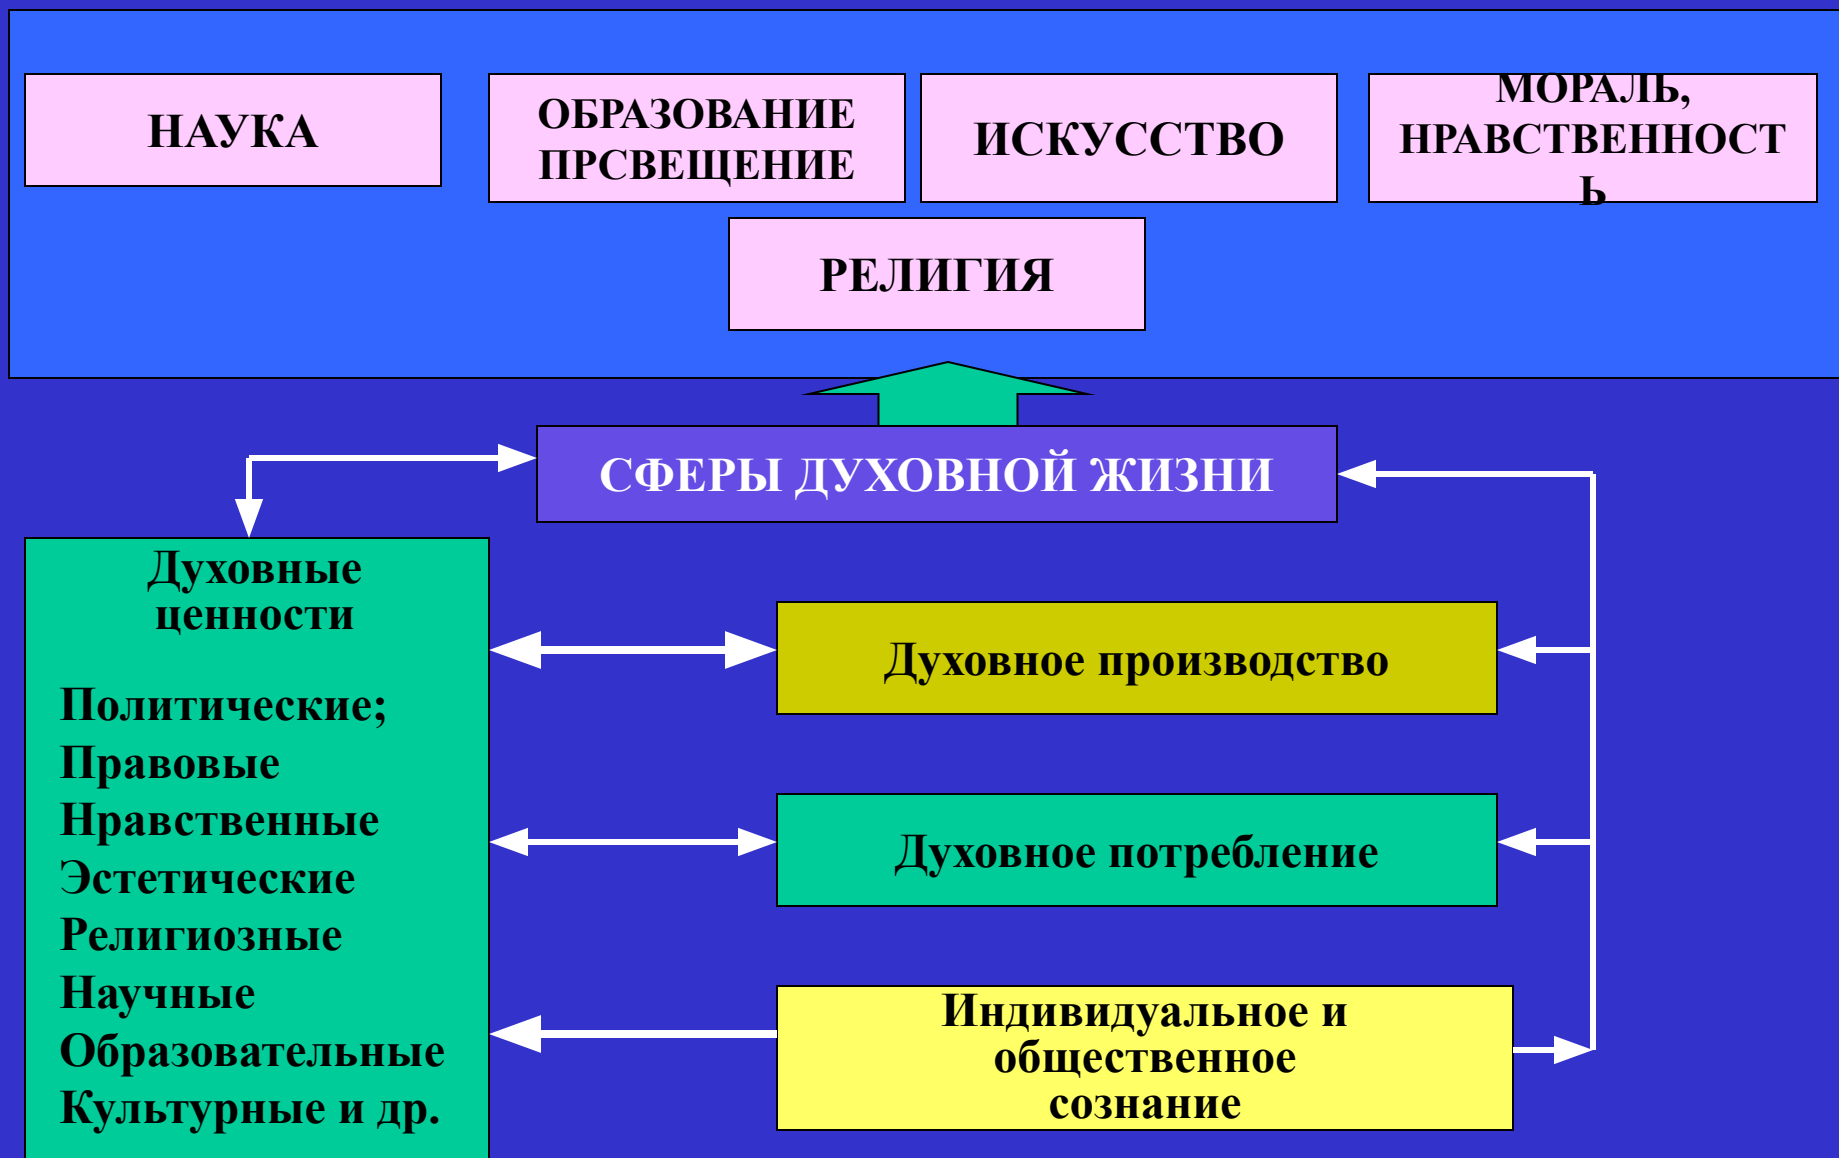 НАУКА
ОБРАЗОВАНИЕ
ПРСВЕЩЕНИЕ
ИСКУССТВО
МОРАЛЬ,
НРАВСТВЕННОСТ
Ь
РЕЛИГИЯ
СФЕРЫ ДУХОВНОЙ ЖИЗНИ
Духовные
ценности
Политические;
Правовые
Нравственные
Эстетические
Религиозные
Научные
Образовательные
Культурные и др.
Духовное производство
Духовное потребление
Индивидуальное и
общественное
сознание